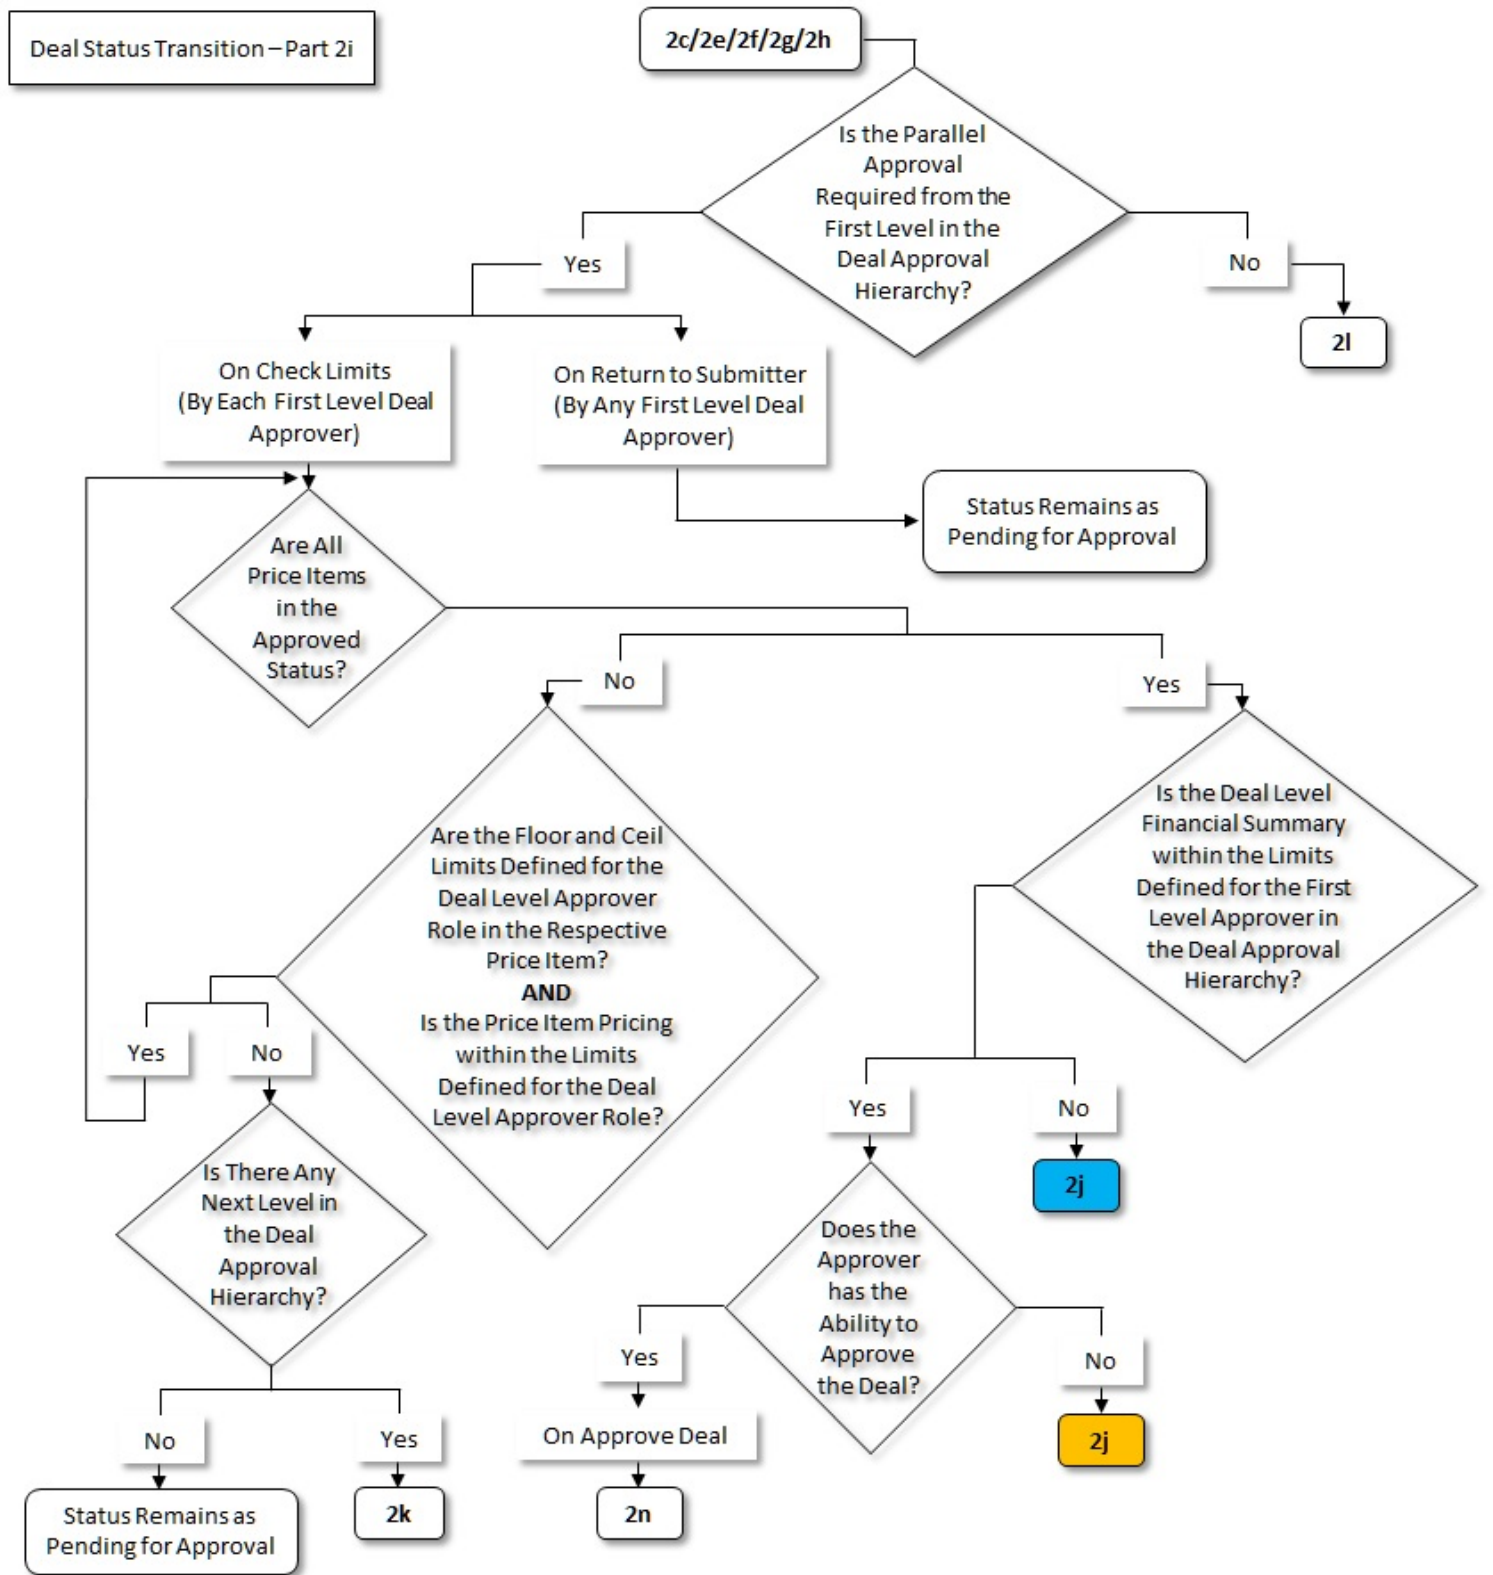 Deal Status Transition – Part 2i
2c/2e/2f/2g/2h
Is the Parallel
Approval
Required from the
First Level in the
Deal Approval
Hierarchy?
Yes
No
2l
On Check Limits
(By Each First Level Deal
Approver)
On Return to Submitter
(By Any First Level Deal
Approver)
Status Remains as
Pending for Approval
Are All
Price Items
in the
Approved
Status?
No
Yes
Are the Floor and Ceil
Limits Defined for the
Deal Level Approver
Role in the Respective
Price Item?
AND
Is the Price Item Pricing
within the Limits
Defined for the Deal
Level Approver Role?
Is the Deal Level
Financial Summary
within the Limits
Defined for the First
Level Approver in
the Deal Approval
Hierarchy?
Yes
No
Yes
No
2j
Is There Any
Next Level in
the Deal
Approval
Hierarchy?
Does the
Approver
has the
Ability to
Approve
the Deal?
Yes
No
2j
On Approve Deal
2n
No
Yes
Status Remains as
Pending for Approval
2k